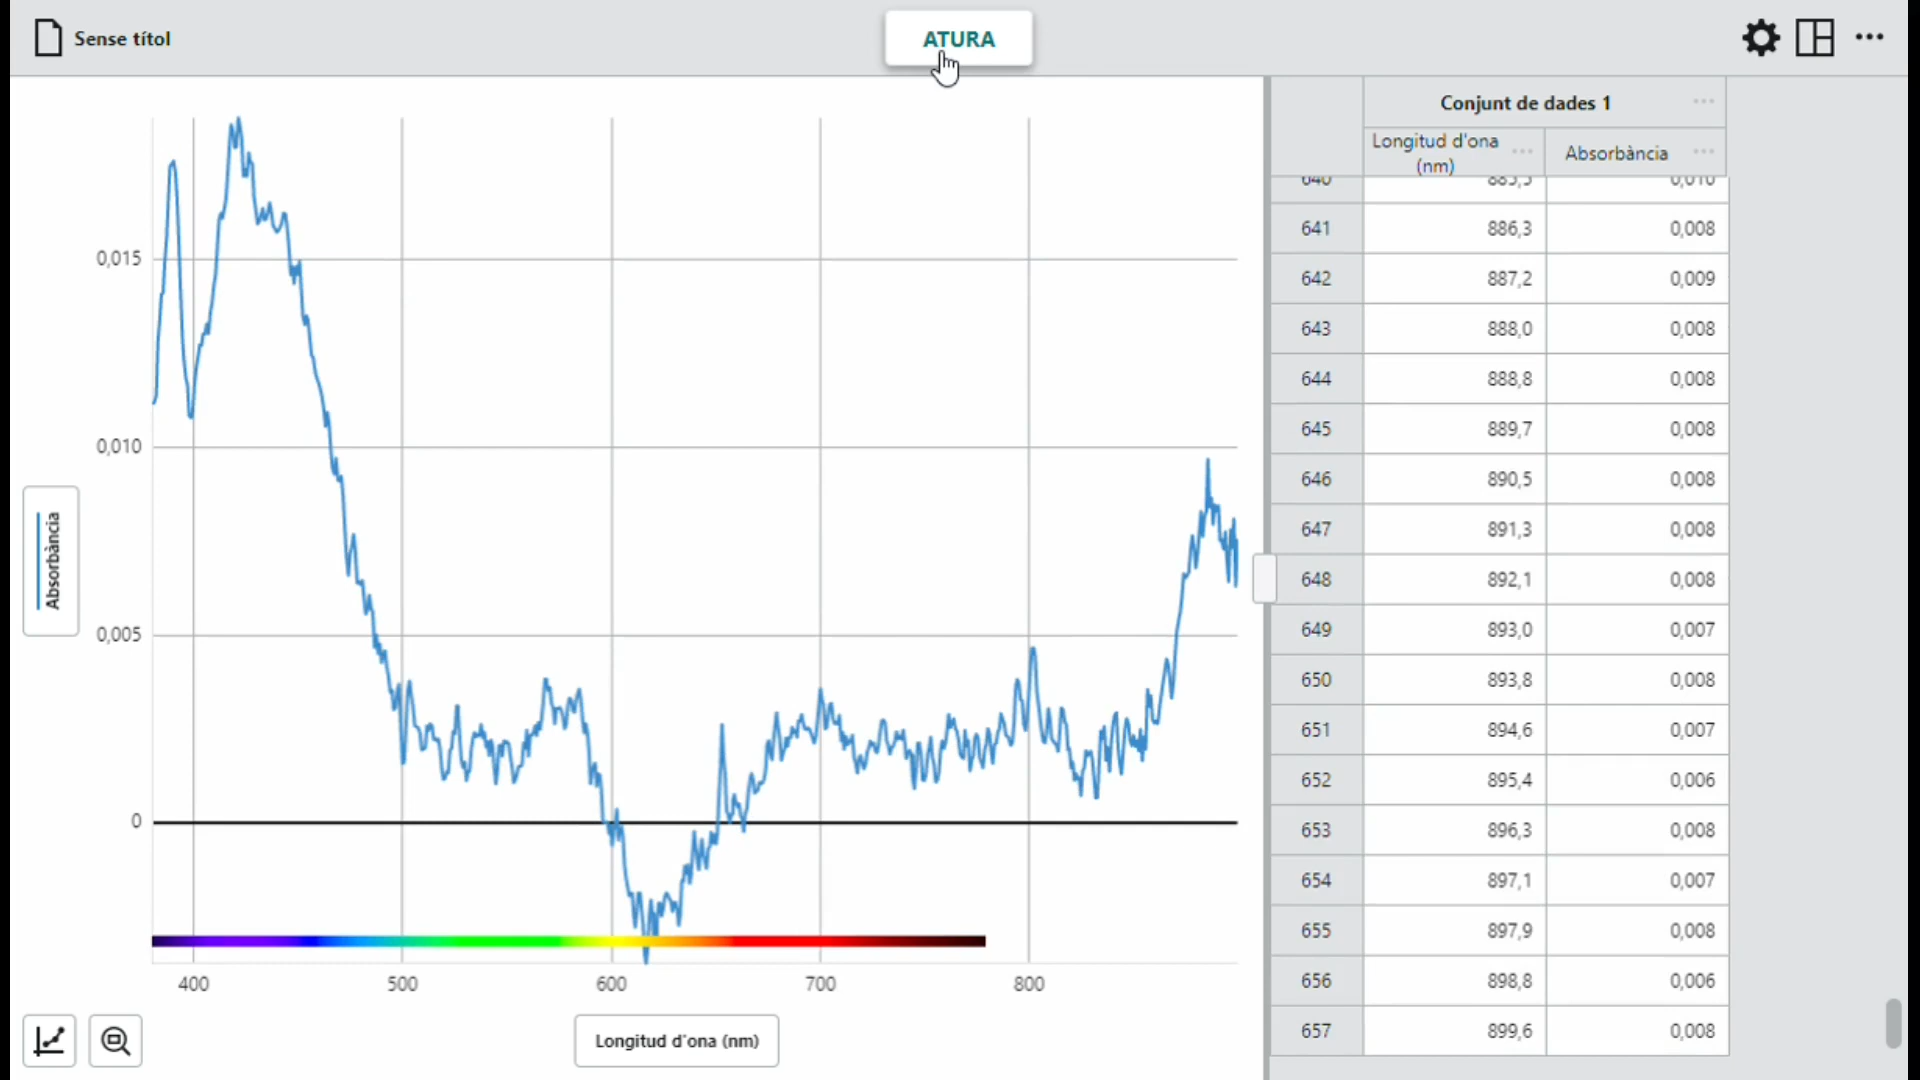 Sense títol
ATURA
Conjunt de dades 1
Longitud d'ona (nm)
Absorbància
641 886,3 0,008
642 887,2 0,009
643 888,0 0,008
644 888,8 0,008
645 889,7 0,008
646 890,5 0,008
647 891,3 0,008
648 892,1 0,008
649 893,0 0,007
650 893,8 0,008
651 894,6 0,007
652 895,4 0,006
653 896,3 0,008
654 897,1 0,007
655 897,9 0,008
656 898,8 0,006
657 899,6 0,008
0,015
0,010
0,005
0
Absorbància
400 500 600 700 800
Longitud d'ona (nm)